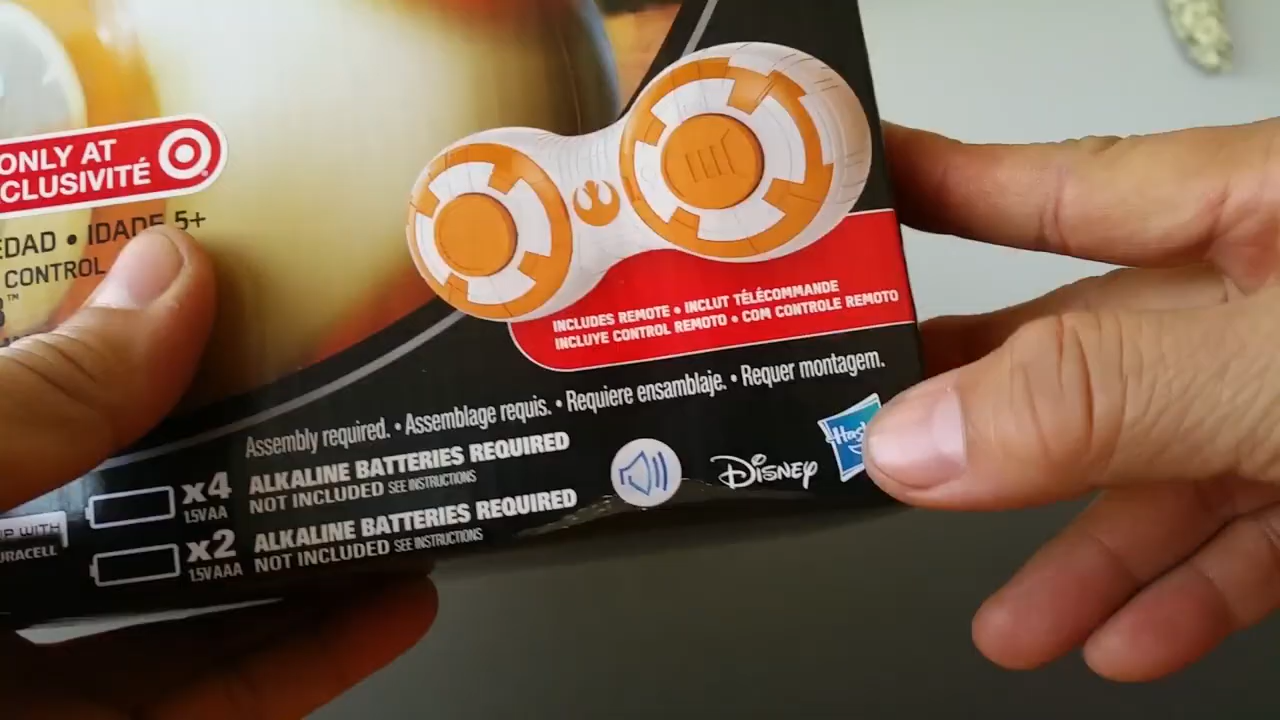 ONLY AT
CLUSIVITÉ
EDAD • IDADE 5+
CONTROL
INCLUDES REMOTE • INCLUT TÉLÉCOMMANDE
INCLUYE CONTROL REMOTO • COM CONTROLE REMOTO
Assembly required. • Assemblage requis. • Requiere ensamblaje. • Requer montagem.
x4 ALKALINE BATTERIES REQUIRED
1.5V AA NOT INCLUDED SEE INSTRUCTIONS
x2 ALKALINE BATTERIES REQUIRED
1.5V AAA NOT INCLUDED SEE INSTRUCTIONS
WITH
URACELL
DISNEY
Has